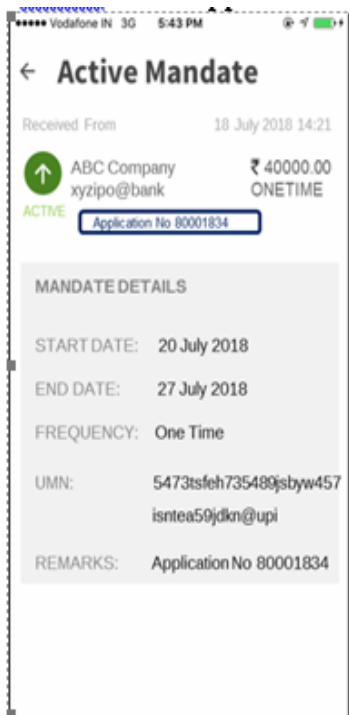 ●●●●● Vodafone IN 3G 5:43 PM
← Active Mandate
Received From 18 July 2018 14:21
ABC Company ₹ 40000.00
xyzipo@bank ONETIME
ACTIVE
Application No 80001834
MANDATE DETAILS
START DATE: 20 July 2018
END DATE: 27 July 2018
FREQUENCY: One Time
UMN: 5473tsfeh735489jsbyw457
isntea59jdkn@upi
REMARKS: Application No 80001834